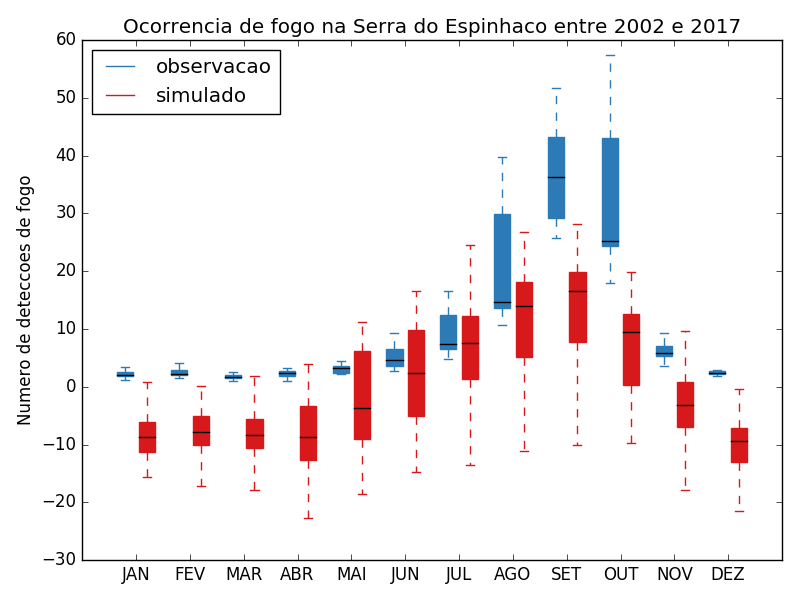 Ocorrencia de fogo na Serra do Espinhaco entre 2002 e 2017
observacao
simulado
Numero de deteccoes de fogo
60
50
40
30
20
10
0
−10
−20
−30
JAN FEV MAR ABR MAI JUN JUL AGO SET OUT NOV DEZ